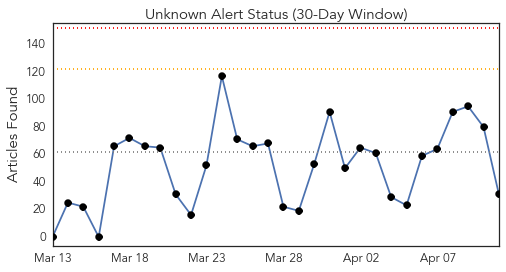 Unknown Alert Status (30-Day Window)
Articles Found
140
120
100
80
60
40
20
0
Mar 13 Mar 18 Mar 23 Mar 28 Apr 02 Apr 07